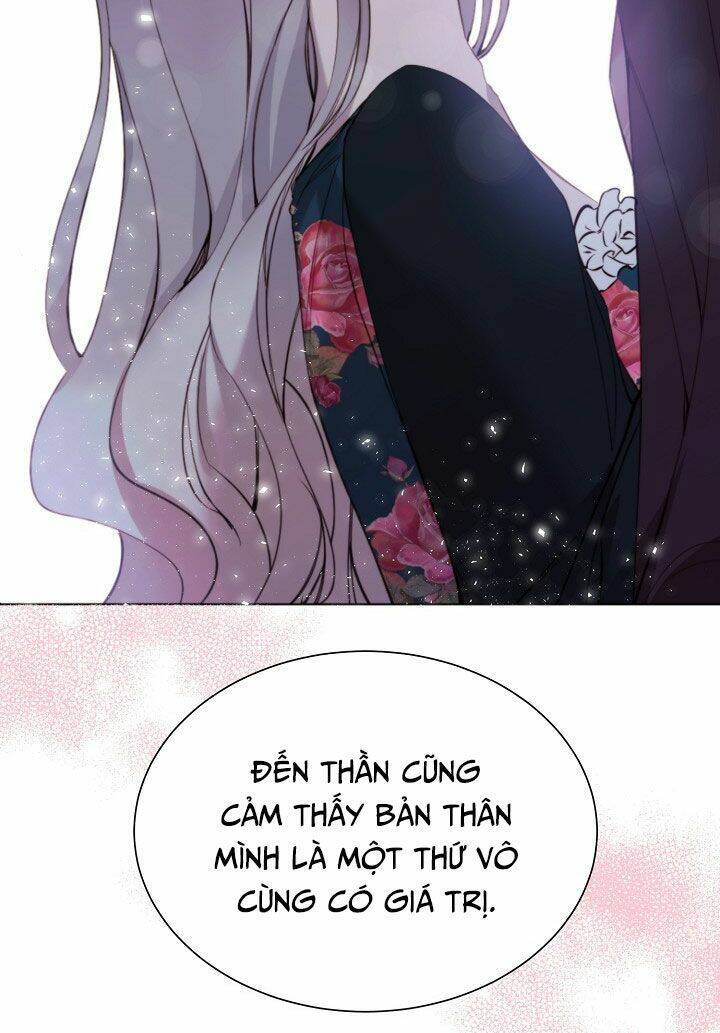 ĐẾN THẦN CŨNG
CẢM THẤY BẢN THÂN
MÌNH LÀ MỘT THỨ VÔ
CÙNG CÓ GIÁ TRỊ.